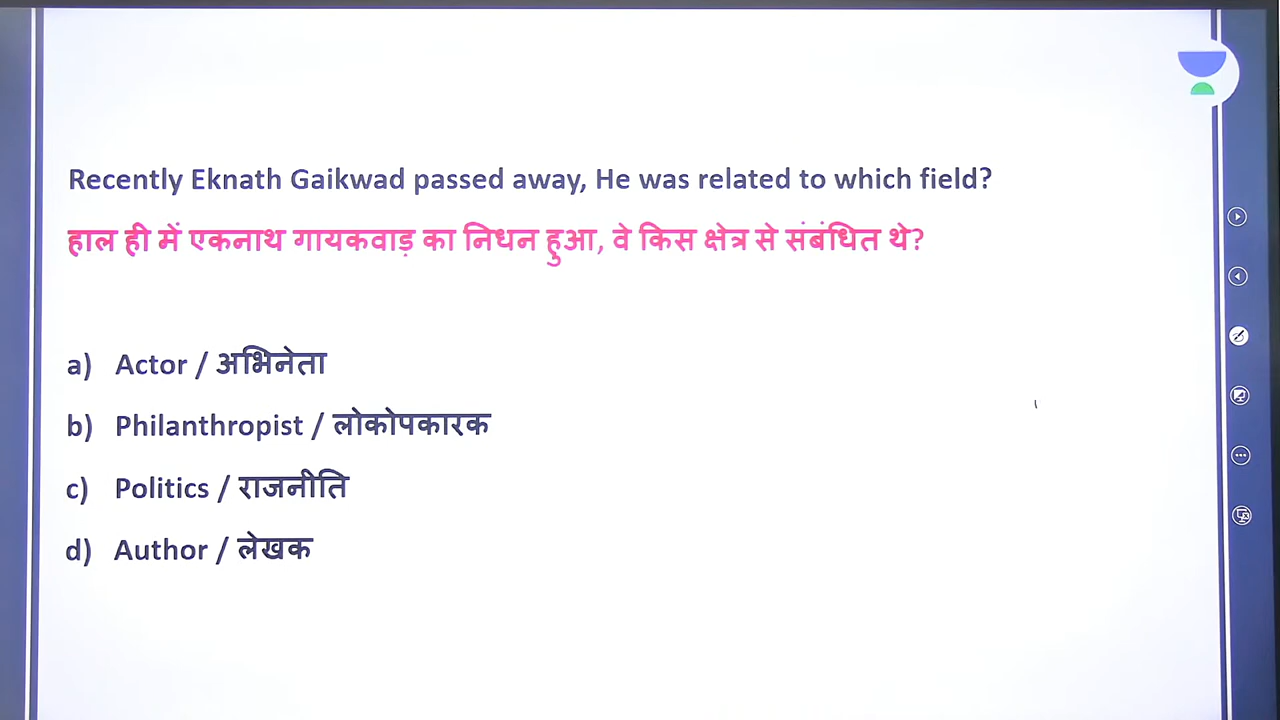 Recently Eknath Gaikwad passed away, He was related to which field?
हाल ही में एकनाथ गायकवाड़ का निधन हुआ, वे किस क्षेत्र से संबंधित थे?
a) Actor / अभिनेता
b) Philanthropist / लोकोपकारक
c) Politics / राजनीति
d) Author / लेखक